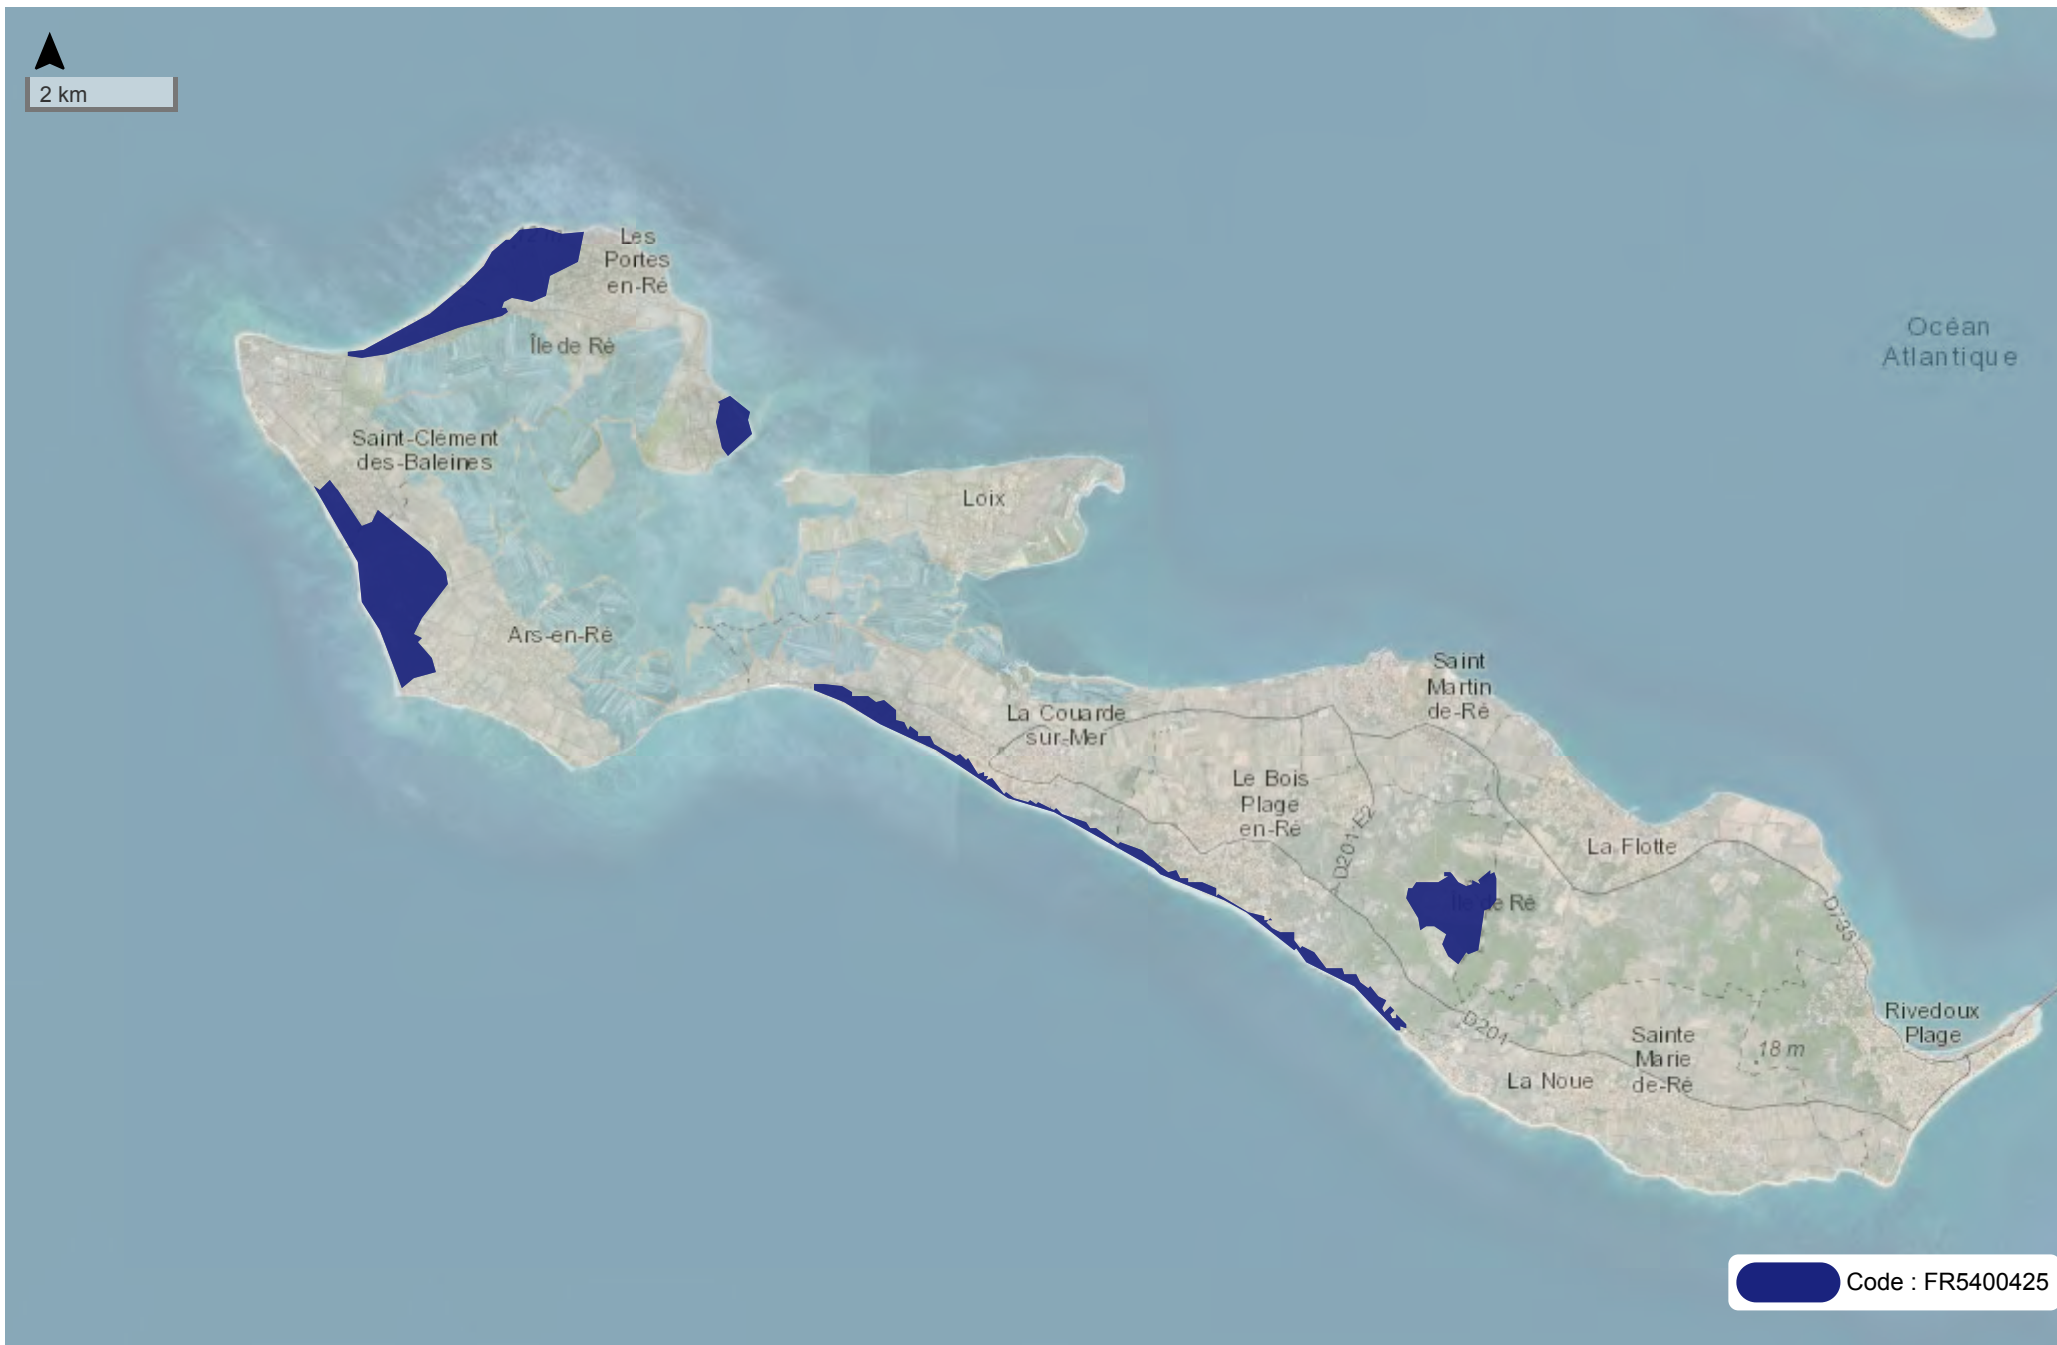 2 km
Les
Portes
en-Ré
Île de Ré
Océan
Atlantique
Saint-Clément
des-Baleines
Loix
Ars-en-Ré
Saint
Martin
de-Ré
La Couarde
sur-Mer
Le Bois
Plage
en-Ré
D201 E2
La Flotte
Île de Ré
D735
D201
Rivedoux
Plage
Sainte
Marie
de-Ré
18 m
La Noue
Code : FR5400425